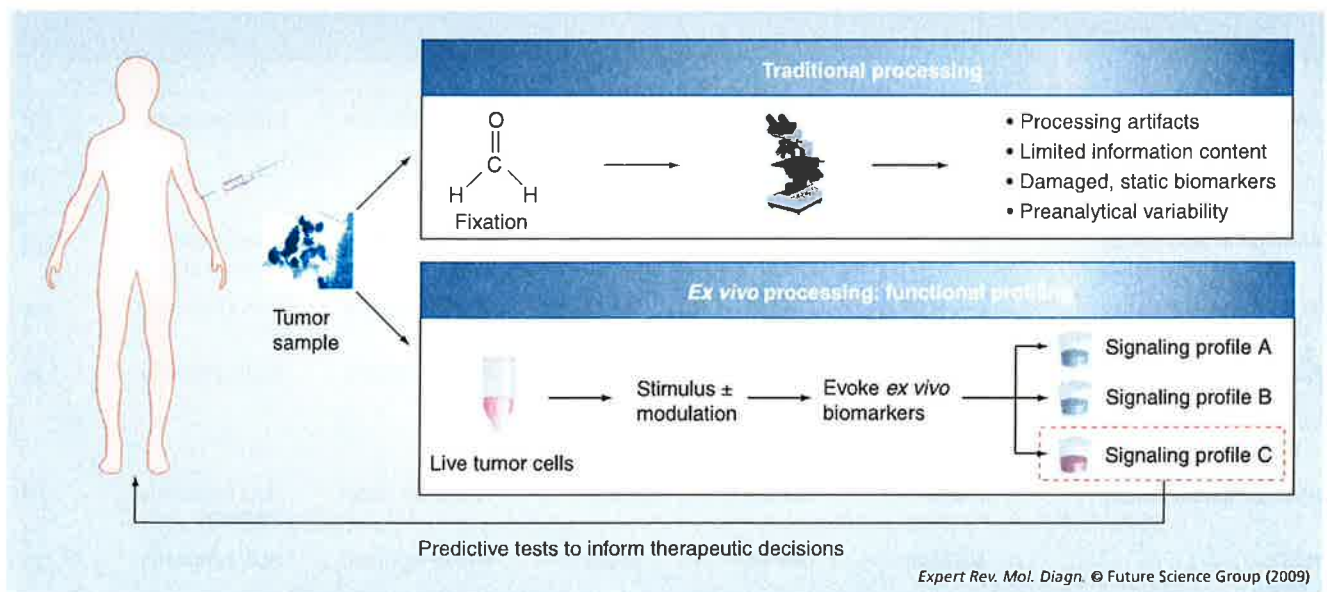 Traditional processing
O
C
H H
Fixation
• Processing artifacts
• Limited information content
• Damaged, static biomarkers
• Preanalytical variability
Tumor
sample
Ex vivo processing: functional profiling
Live tumor cells
Stimulus ±
modulation
Evoke ex vivo
biomarkers
Signaling profile A
Signaling profile B
Signaling profile C
Predictive tests to inform therapeutic decisions
Expert Rev. Mol. Diagn. © Future Science Group (2009)